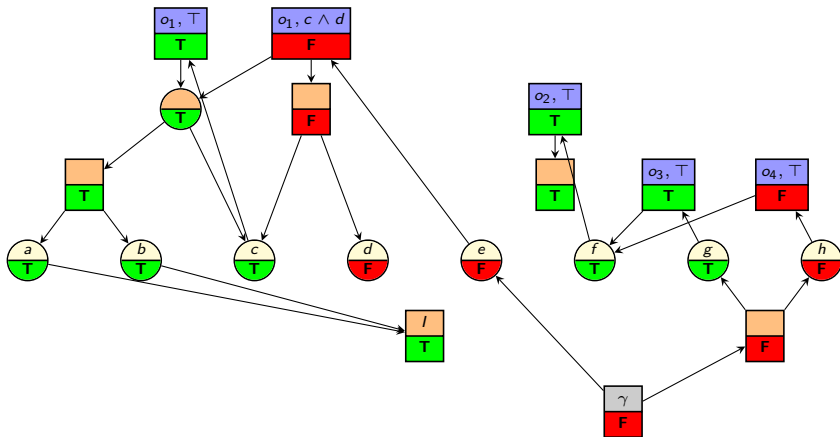 o₁, ⊤
T
o₁, c ∧ d
F
T
F
o₂, ⊤
T
T
T
o₃, ⊤
T
o₄, ⊤
F
a
T
b
T
c
T
d
F
e
F
f
T
g
T
h
F
I
T
F
γ
F